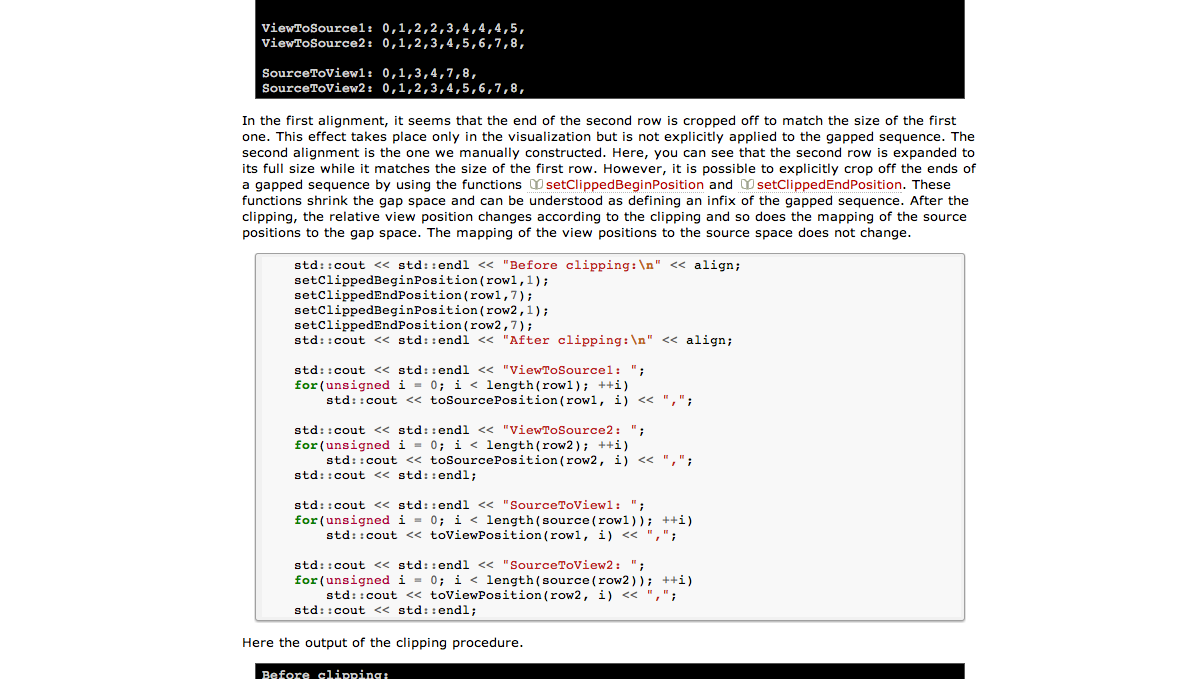 ViewToSource1: 0,1,2,2,3,4,4,4,5,
ViewToSource2: 0,1,2,3,4,5,6,7,8,
SourceToView1: 0,1,3,4,7,8,
SourceToView2: 0,1,2,3,4,5,6,7,8,
In the first alignment, it seems that the end of the second row is cropped off to match the size of the first
one. This effect takes place only in the visualization but is not explicitly applied to the gapped sequence. The
second alignment is the one we manually constructed. Here, you can see that the second row is expanded to
its full size while it matches the size of the first row. However, it is possible to explicitly crop off the ends of
a gapped sequence by using the functions setClippedBeginPosition and setClippedEndPosition. These
functions shrink the gap space and can be understood as defining an infix of the gapped sequence. After the
clipping, the relative view position changes according to the clipping and so does the mapping of the source
positions to the gap space. The mapping of the view positions to the source space does not change.
std::cout << std::endl << "Before clipping:\n" << align;
setClippedBeginPosition(row1,1);
setClippedEndPosition(row1,7);
setClippedBeginPosition(row2,1);
setClippedEndPosition(row2,7);
std::cout << std::endl << "After clipping:\n" << align;
std::cout << std::endl << "ViewToSource1: ";
for(unsigned i = 0; i < length(row1); ++i)
    std::cout << toSourcePosition(row1, i) << ",";
std::cout << std::endl << "ViewToSource2: ";
for(unsigned i = 0; i < length(row2); ++i)
    std::cout << toSourcePosition(row2, i) << ",";
std::cout << std::endl;
std::cout << std::endl << "SourceToView1: ";
for(unsigned i = 0; i < length(source(row1)); ++i)
    std::cout << toViewPosition(row1, i) << ",";
std::cout << std::endl << "SourceToView2: ";
for(unsigned i = 0; i < length(source(row2)); ++i)
    std::cout << toViewPosition(row2, i) << ",";
std::cout << std::endl;
Here the output of the clipping procedure.
Before clipping: